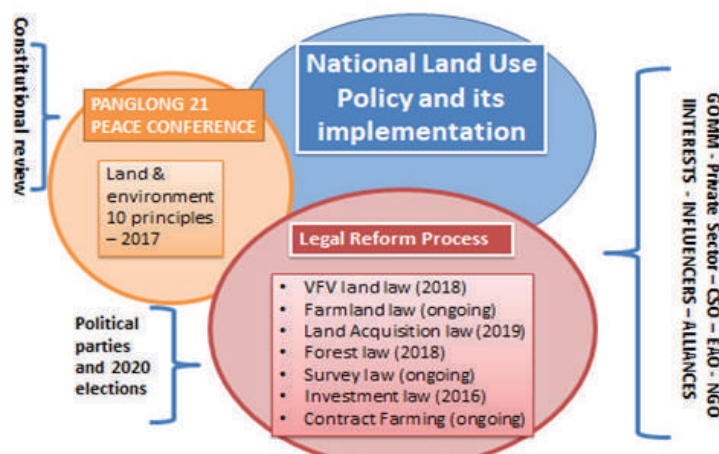 Constitutional review
PANGLONG 21
PEACE CONFERENCE
Land &
environment
10 principles
– 2017
National Land Use
Policy and its
implementation
Legal Reform Process
• VFV land law (2018)
• Farmland law (ongoing)
• Land Acquisition law (2019)
• Forest law (2018)
• Survey law (ongoing)
• Investment law (2016)
• Contract Farming (ongoing)
Political
parties
and 2020
elections
GOMM - Private Sector – CSO – EAO - NGO
IINTERESTS - INFLUENCERS – ALLIANCES